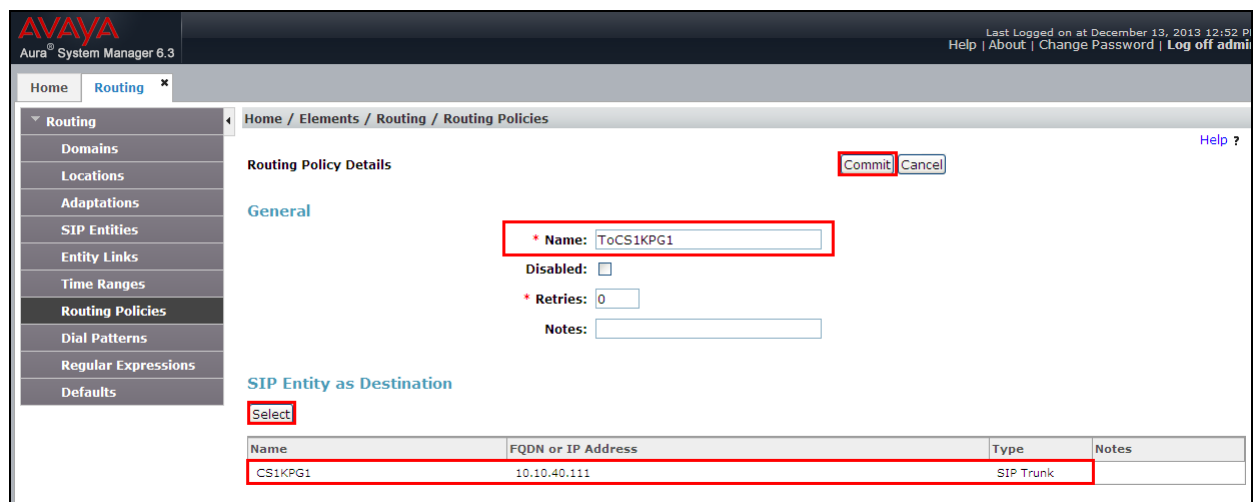 AVAYA
Aura® System Manager 6.3
Last Logged on at December 13, 2013 12:52 P
Help | About | Change Password | Log off admi
Home Routing ×
Routing
Domains
Locations
Adaptations
SIP Entities
Entity Links
Time Ranges
Routing Policies
Dial Patterns
Regular Expressions
Defaults
Home / Elements / Routing / Routing Policies
Help ?
Routing Policy Details Commit Cancel
General
* Name: ToCS1KPG1
Disabled:
* Retries: 0
Notes:
SIP Entity as Destination
Select
Name FQDN or IP Address Type Notes
CS1KPG1 10.10.40.111 SIP Trunk